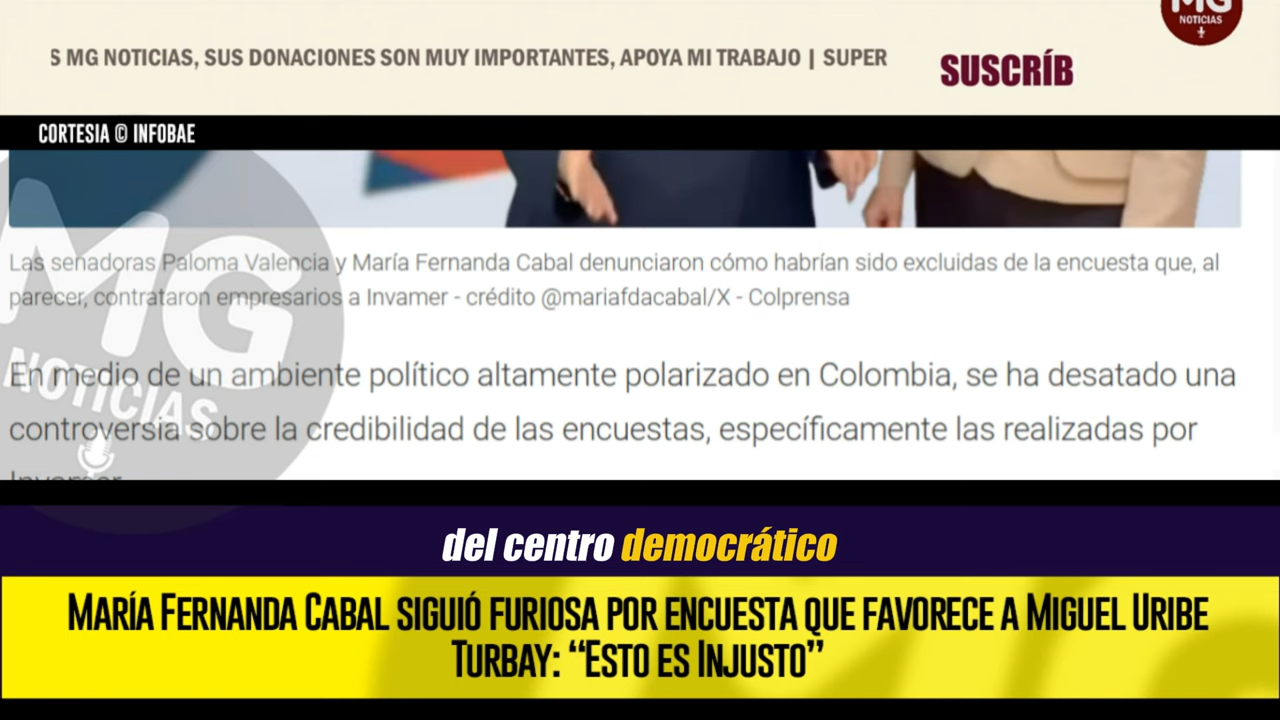 MG
NOTICIAS
S MG NOTICIAS, SUS DONACIONES SON MUY IMPORTANTES, APOYA MI TRABAJO | SUPER
SUSCRÍB
CORTESIA © INFOBAE
Las senadoras Paloma Valencia y María Fernanda Cabal denunciaron cómo habrían sido excluidas de la encuesta que, al
parecer, contrataron empresarios a Invamer - crédito @mariafdacabal/X - Colprensa
MG
NOTICIAS
En medio de un ambiente político altamente polarizado en Colombia, se ha desatado una
controversia sobre la credibilidad de las encuestas, específicamente las realizadas por
del centro democrático
MARÍA FERNANDA CABAL SIGUIÓ FURIOSA POR ENCUESTA QUE FAVORECE A MIGUEL URIBE
TURBAY: “ESTO ES INJUSTO”